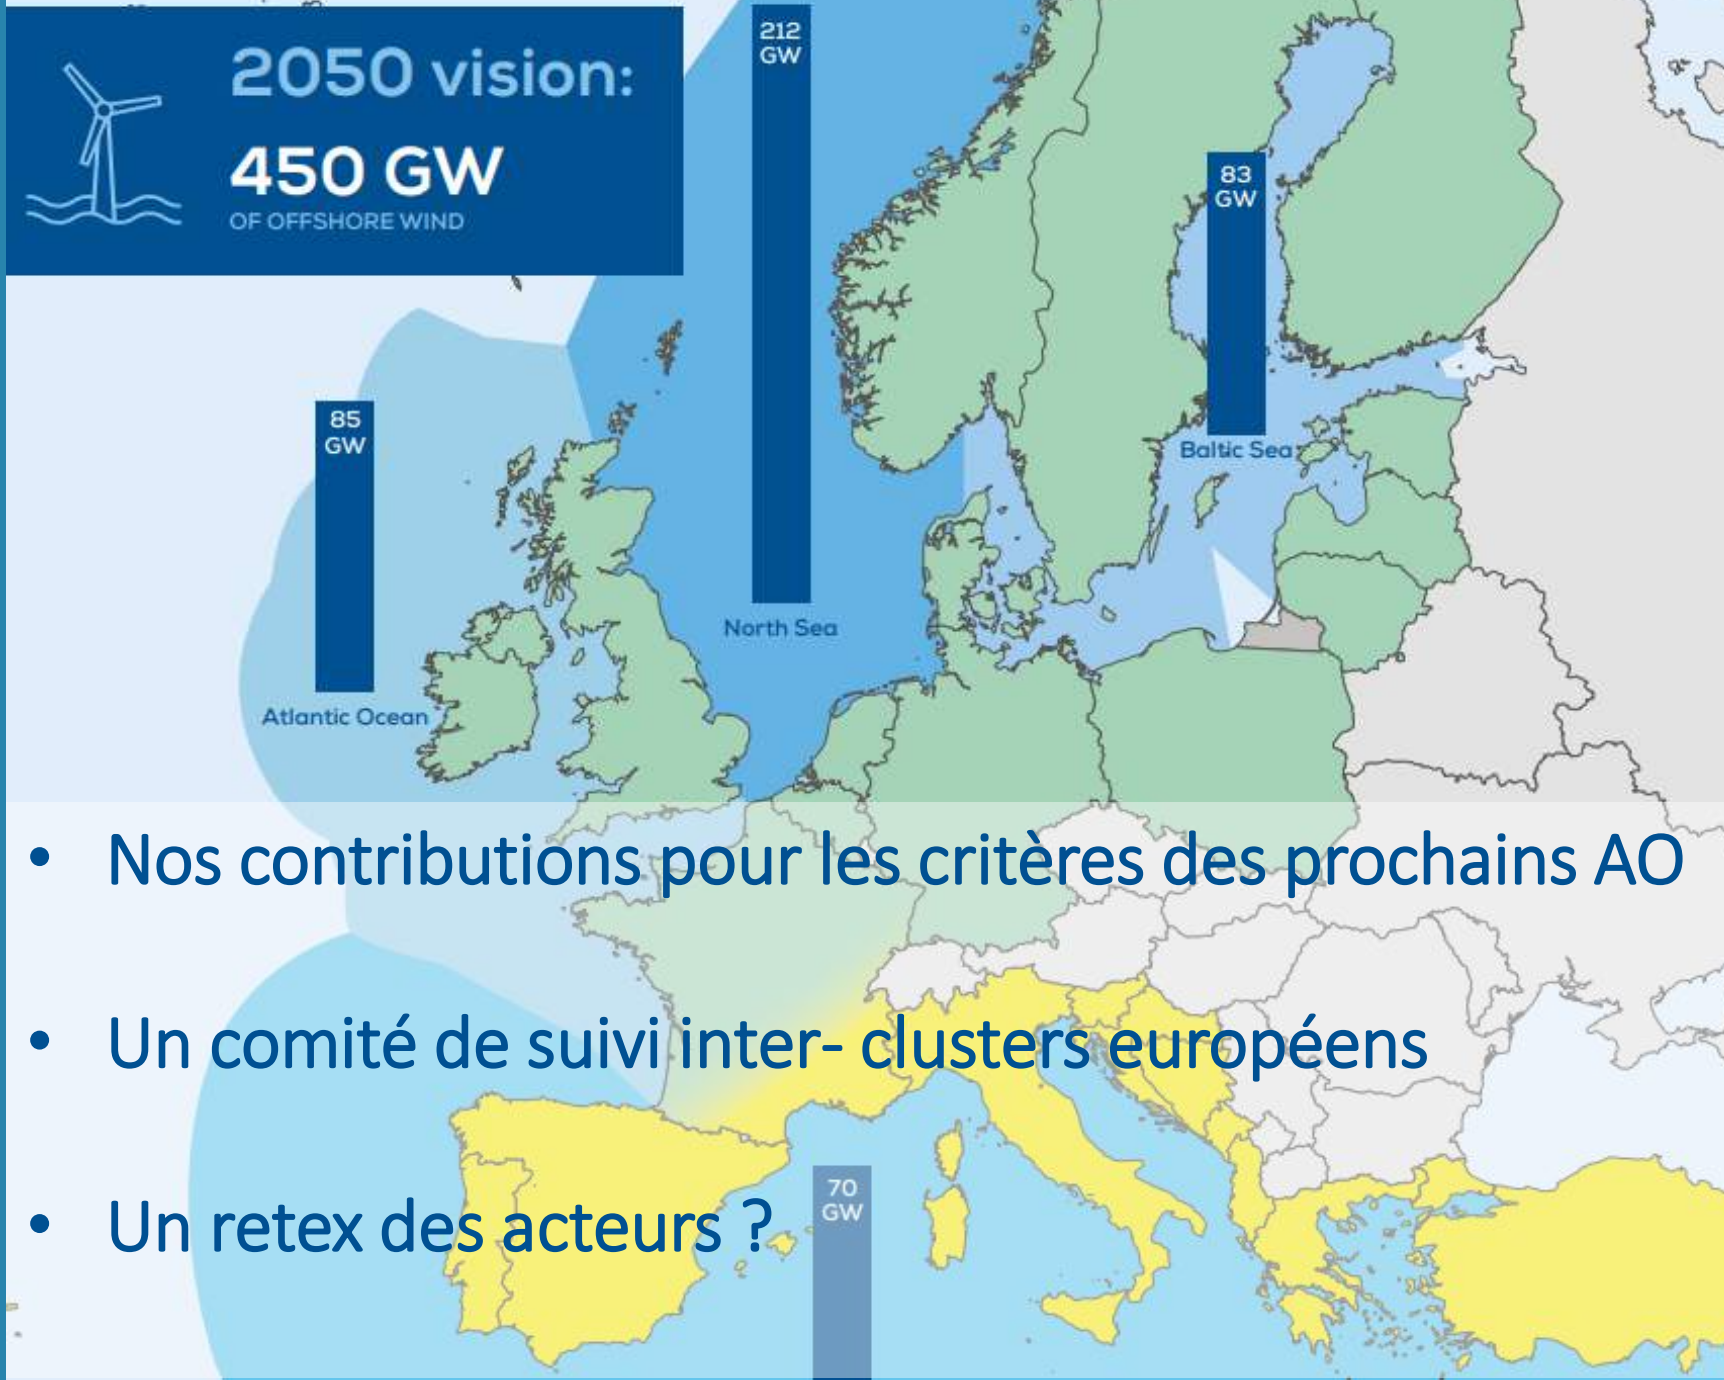 2050 vision:
450 GW
OF OFFSHORE WIND
212
GW
83
GW
Baltic Sea
85
GW
North Sea
Atlantic Ocean
• Nos contributions pour les critères des prochains AO
• Un comité de suivi inter- clusters européens
• Un retex des acteurs ?
70
GW